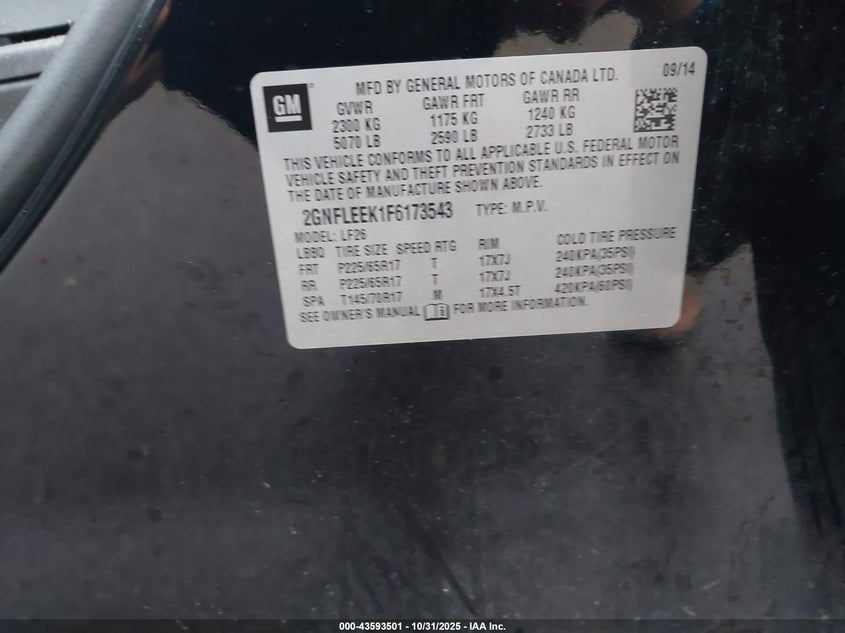 GM
MFD BY GENERAL MOTORS OF CANADA LTD. 09/14
GVWR GAWR FRT GAWR RR
2300 KG 1175 KG 1240 KG
5070 LB 2590 LB 2733 LB
THIS VEHICLE CONFORMS TO ALL APPLICABLE U.S. FEDERAL MOTOR
VEHICLE SAFETY AND THEFT PREVENTION STANDARDS IN EFFECT ON
THE DATE OF MANUFACTURE SHOWN ABOVE.
2GNFLEEK1F6173543 TYPE: M.P.V.
MODEL: LF26
LBBQ TIRE SIZE SPEED RTG RIM COLD TIRE PRESSURE
FRT P225/65R17 T 17X7J 240KPA(35PSI)
RR P225/65R17 T 17X7J 240KPA(35PSI)
SPA T145/70R17 M 17X4.5T 420KPA(60PSI)
SEE OWNER'S MANUAL FOR MORE INFORMATION.
000-43593501 - 10/31/2025 - IAA Inc.